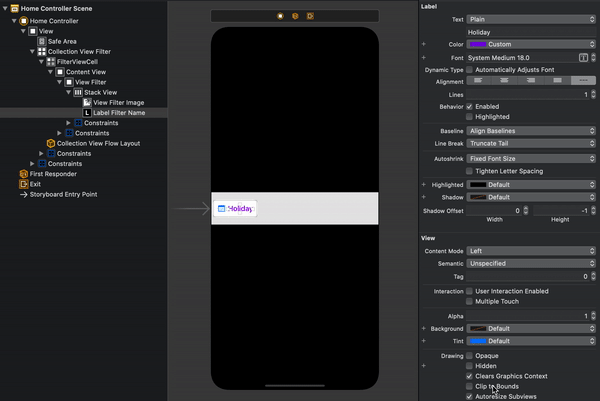 Home Controller Scene
Home Controller
View
Safe Area
Collection View Filter
FilterViewCell
Content View
View Filter
Stack View
View Filter Image
L Label Filter Name
Constraints
Constraints
Collection View Flow Layout
Constraints
Constraints
First Responder
Exit
Storyboard Entry Point
Holiday
Label
Text Plain
Holiday
Color Custom
Font System Medium 18.0
Dynamic Type Automatically Adjusts Font
Alignment
Lines 1
Behavior Enabled
Highlighted
Baseline Align Baselines
Line Break Truncate Tail
Autoshrink Fixed Font Size
Tighten Letter Spacing
Highlighted Default
Shadow Default
Shadow Offset 0 -1
Width Height
View
Content Mode Left
Semantic Unspecified
Tag 0
Interaction User Interaction Enabled
Multiple Touch
Alpha 1
Background Default
Tint Default
Drawing Opaque
Hidden
Clears Graphics Context
Clip to Bounds
Autoresize Subviews